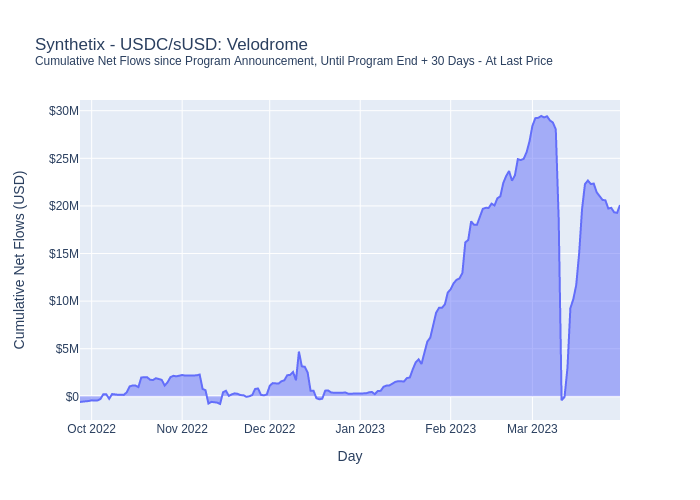 Synthetix - USDC/sUSD: Velodrome
Cumulative Net Flows since Program Announcement, Until Program End + 30 Days - At Last Price
Cumulative Net Flows (USD)
$30M
$25M
$20M
$15M
$10M
$5M
$0
Oct 2022 Nov 2022 Dec 2022 Jan 2023 Feb 2023 Mar 2023
Day